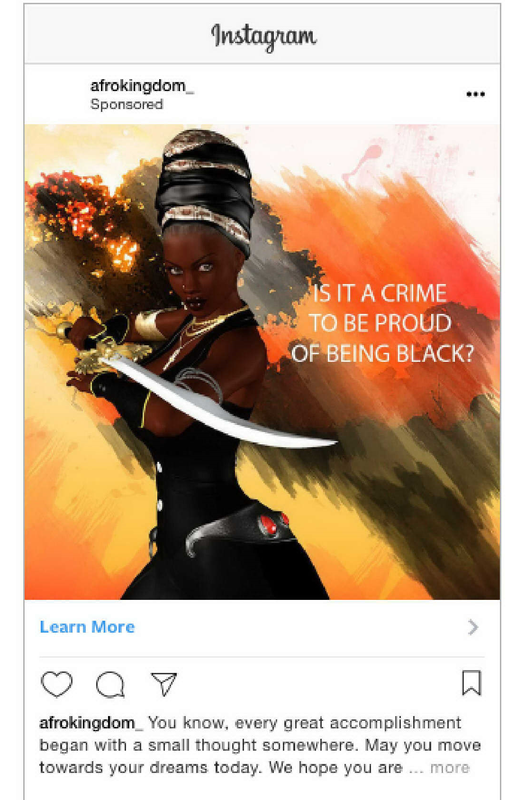 Instagram
afrokingdom_
Sponsored
IS IT A CRIME
TO BE PROUD
OF BEING BLACK?
Learn More
afrokingdom_ You know, every great accomplishment
began with a small thought somewhere. May you move
towards your dreams today. We hope you are ... more